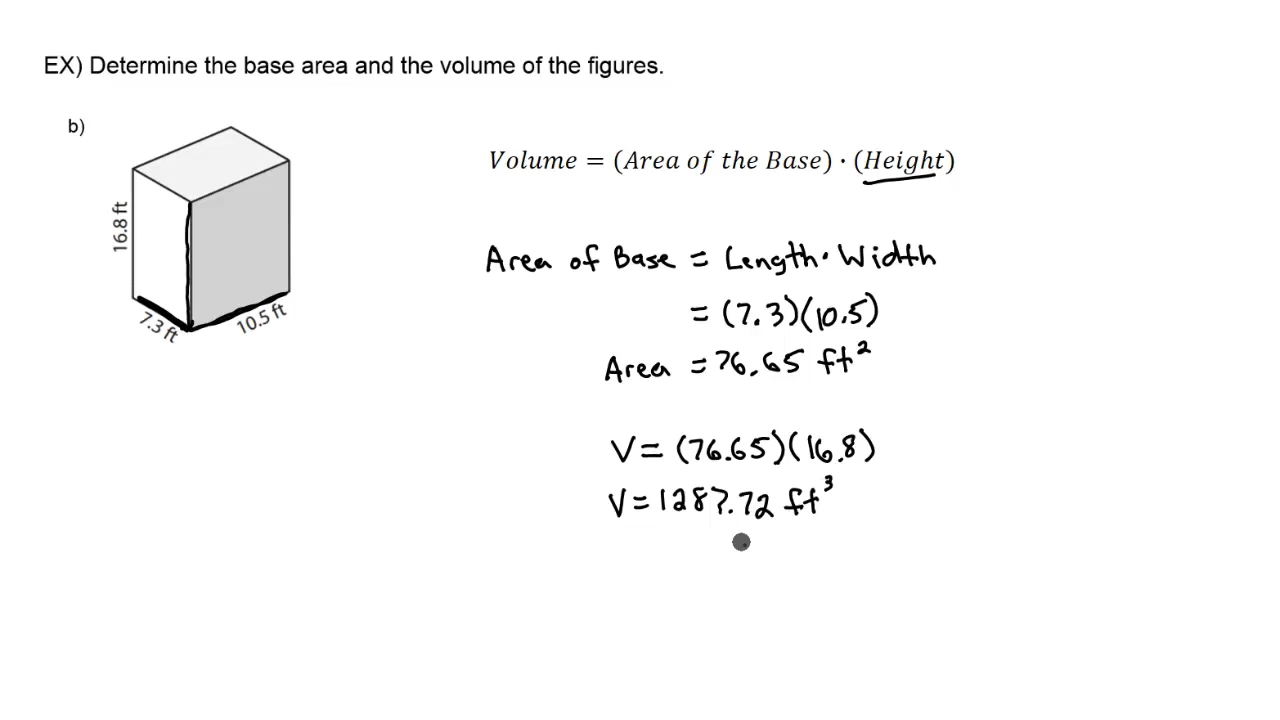 EX) Determine the base area and the volume of the figures.
b)
Volume = (Area of the Base) · (Height)
16.8 ft
7.3 ft
10.5 ft
Area of Base = Length · Width
= (7.3)(10.5)
Area = 76.65 ft²
V = (76.65)(16.8)
V = 1287.72 ft³